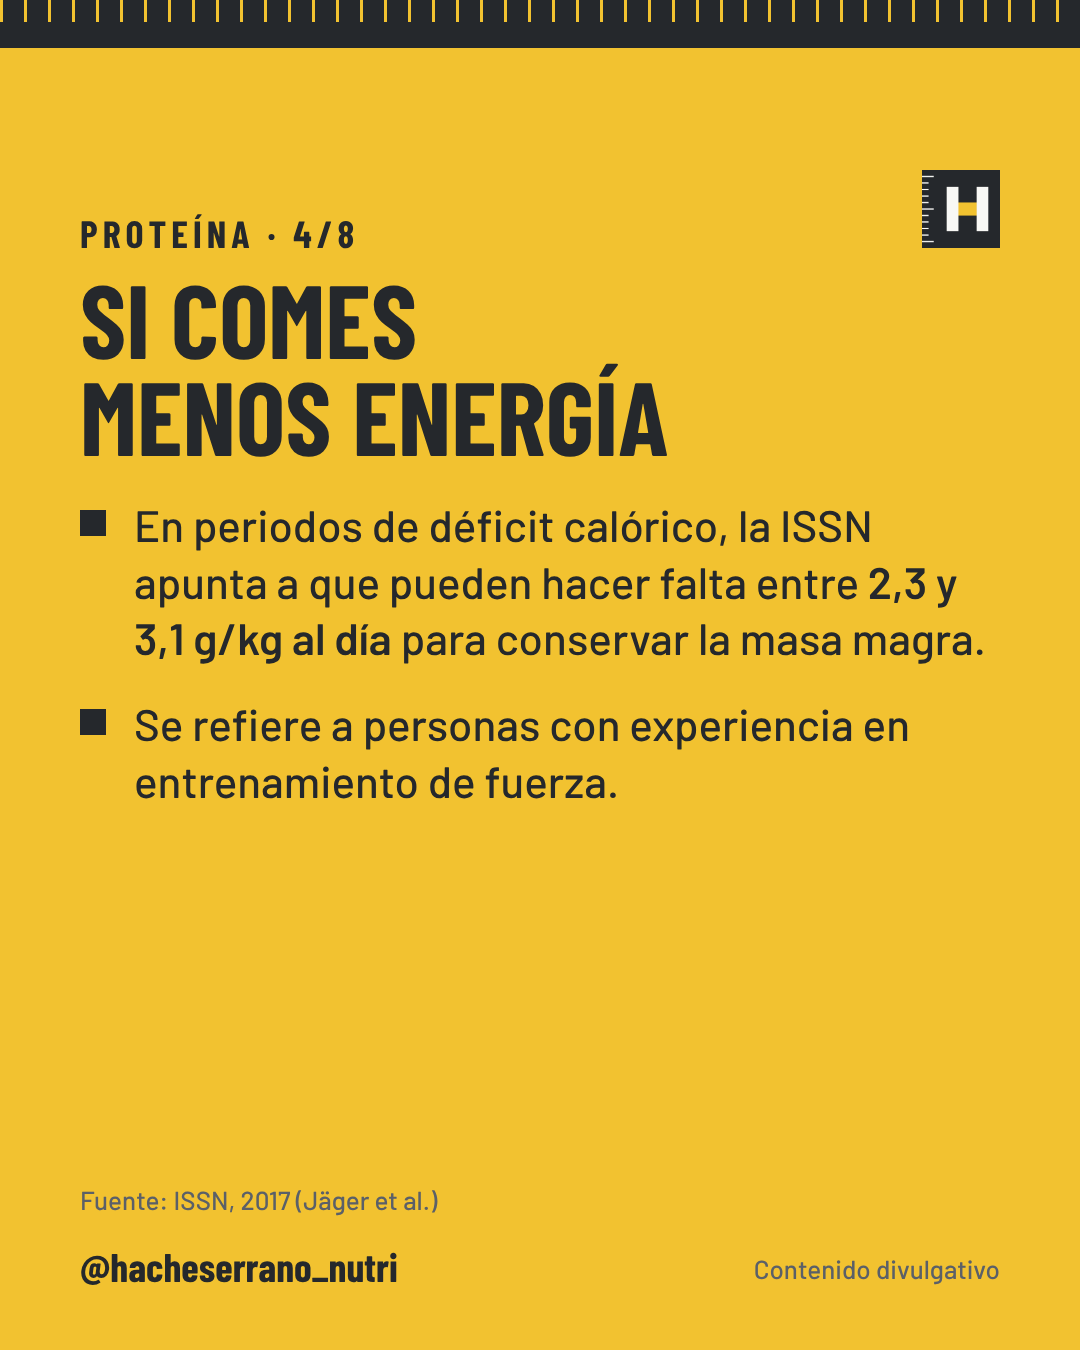 PROTEÍNA · 4/8
H
SI COMES
MENOS ENERGÍA
En periodos de déficit calórico, la ISSN
apunta a que pueden hacer falta entre 2,3 y
3,1 g/kg al día para conservar la masa magra.
Se refiere a personas con experiencia en
entrenamiento de fuerza.
Fuente: ISSN, 2017 (Jäger et al.)
@hacheserrano_nutri
Contenido divulgativo